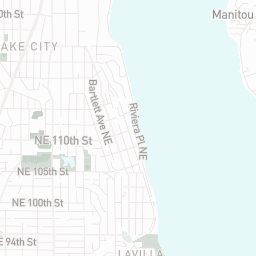 0th St
Manitou
AKE CITY
Bartlett Ave NE
Riviera Pl NE
NE 110th St
NE 105th St
NE 100th St
E 94th St
LAVILLA